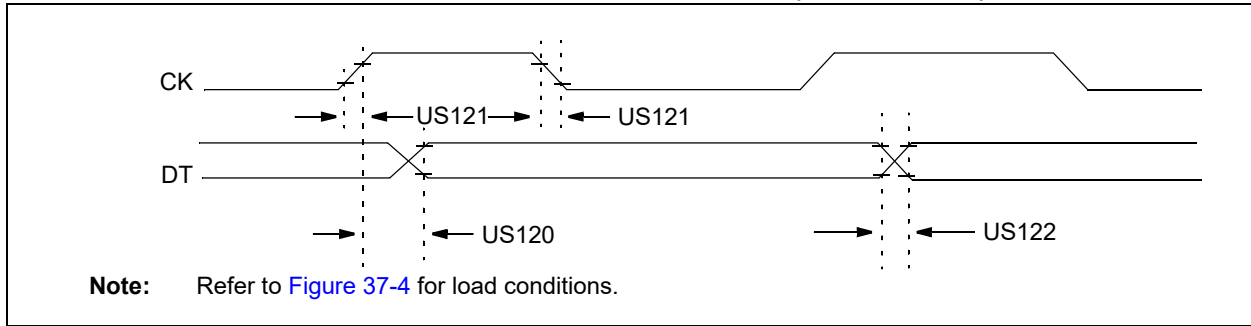 CK
US121 US121
DT
US120 US122
Note: Refer to Figure 37-4 for load conditions.